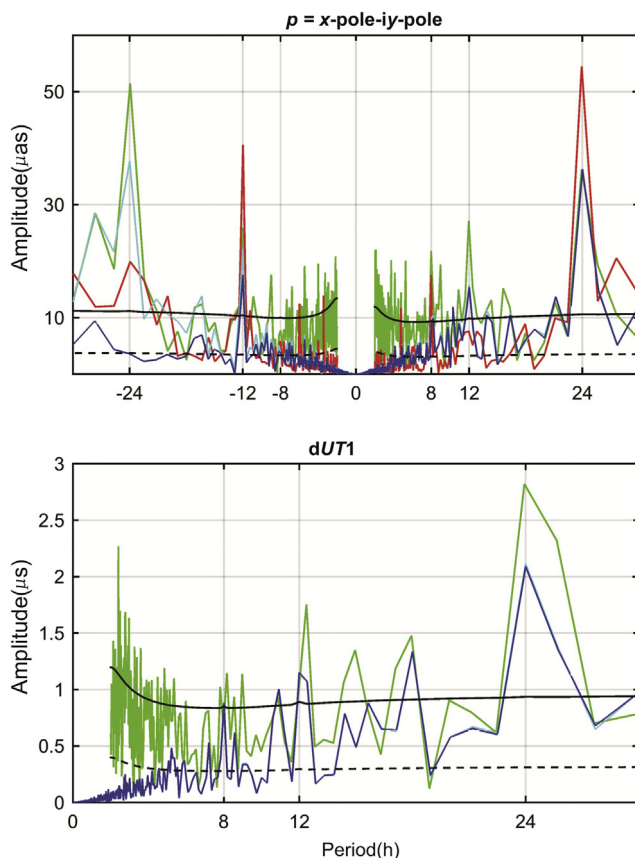 p = x-pole-iy-pole
Amplitude(μas)
50
30
10
-24 -12 -8 0 8 12 24
dUT1
Amplitude(μs)
3
2.5
2
1.5
1
0.5
0
0 8 12 24
Period(h)